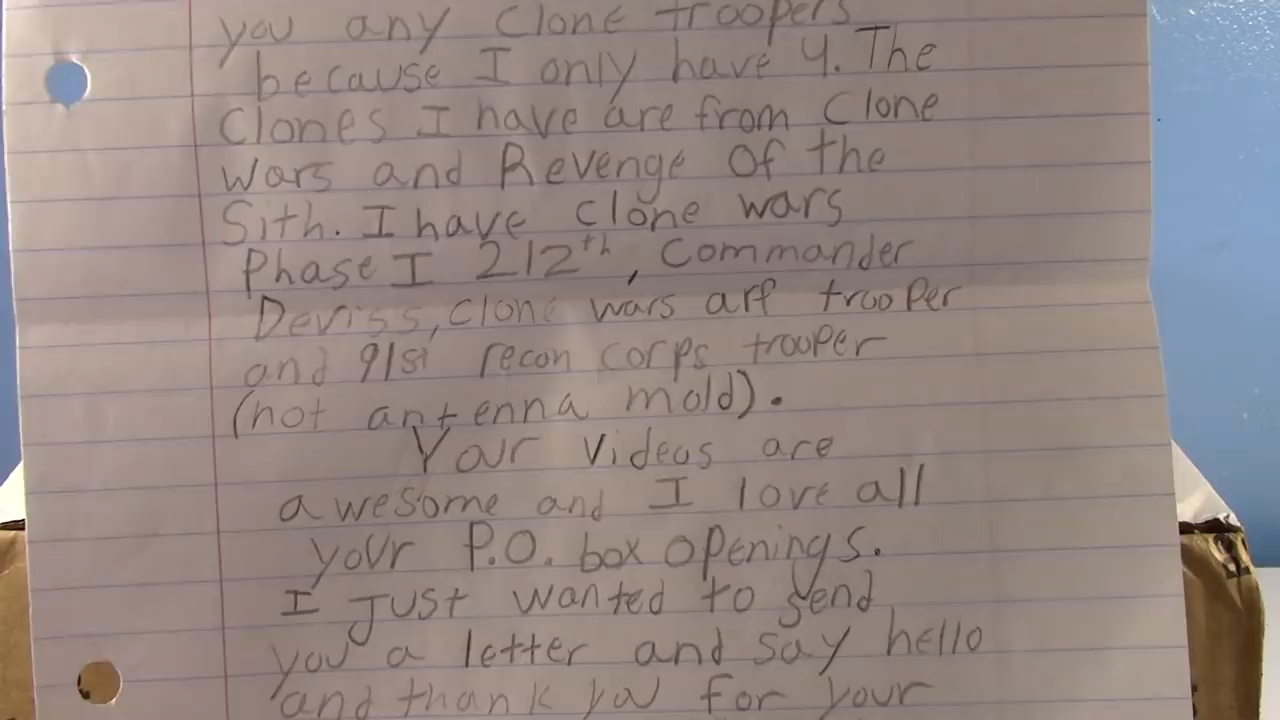 you any Clone troopers
because I only have 4. The
Clones I have are from Clone
Wars and Revenge Of the
Sith. I have Clone wars
Phase I 212th, Commander
Deviss, Clone wars arf trooper
and 91st recon corps trooper
(not antenna mold).
Your Videos are
awesome and I love all
your P.O. box openings.
I Just wanted to send
you a letter and say hello
and thank you for your